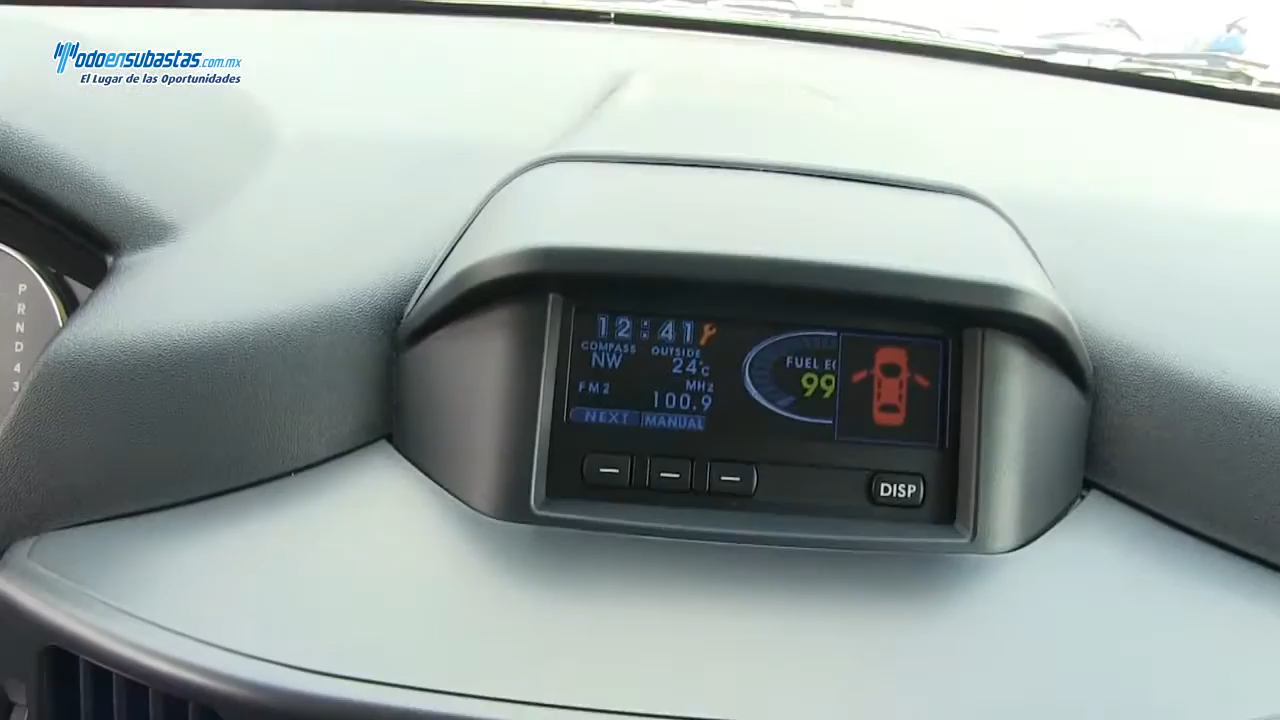 todoensubastas.com.mx
El Lugar de las Oportunidades
P
R
N
D
4
3
12:41
COMPASS OUTSIDE
NW 24°C
FM2 MHz
100.9
NEXT MANUAL
FUEL EC
99
DISP